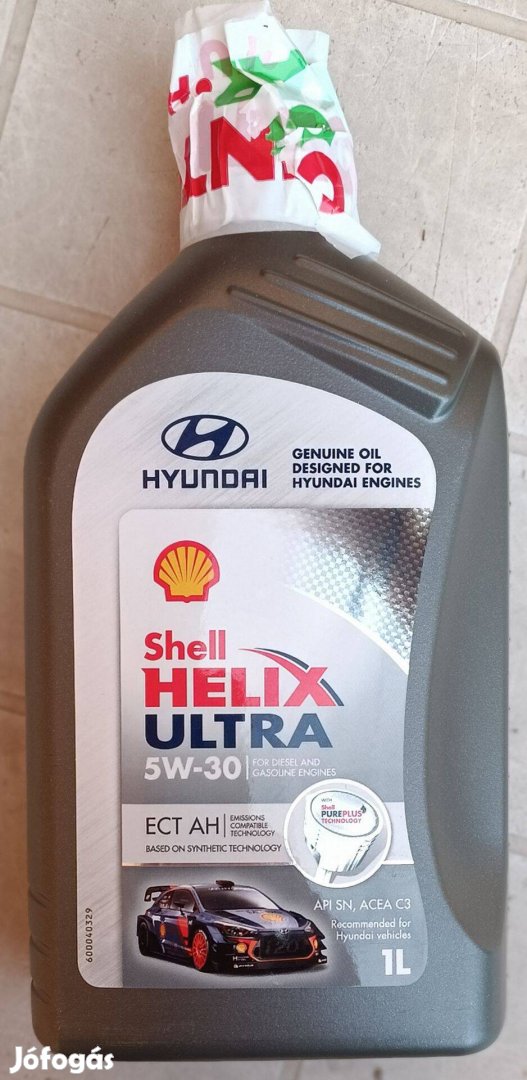 HYUNDAI
GENUINE OIL
DESIGNED FOR
HYUNDAI ENGINES
Shell
HELIX
ULTRA
5W-30
FOR DIESEL AND
GASOLINE ENGINES
ECT AH
EMISSIONS
COMPATIBLE
TECHNOLOGY
BASED ON SYNTHETIC TECHNOLOGY
WITH
Shell
PUREPLUS
TECHNOLOGY
API SN, ACEA C3
Recommended for
Hyundai vehicles
1L
600040329
Jófogás